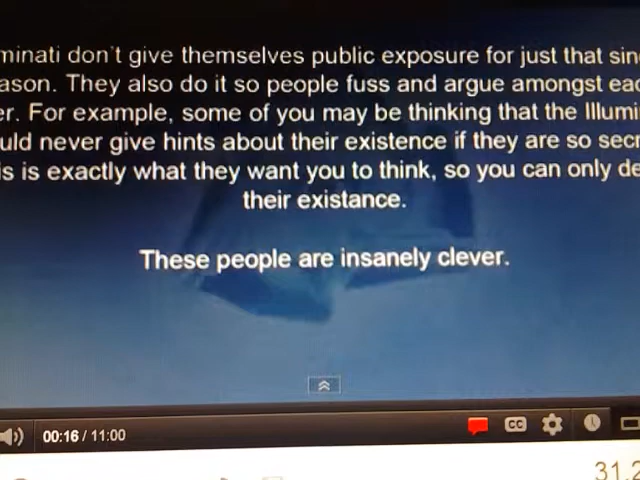 minati don't give themselves public exposure for just that sin
ason. They also do it so people fuss and argue amongst eac
er. For example, some of you may be thinking that the Illumi
uld never give hints about their existence if they are so secr
is is exactly what they want you to think, so you can only de
their existance.
These people are insanely clever.
00:16 / 11:00
CC
31,2